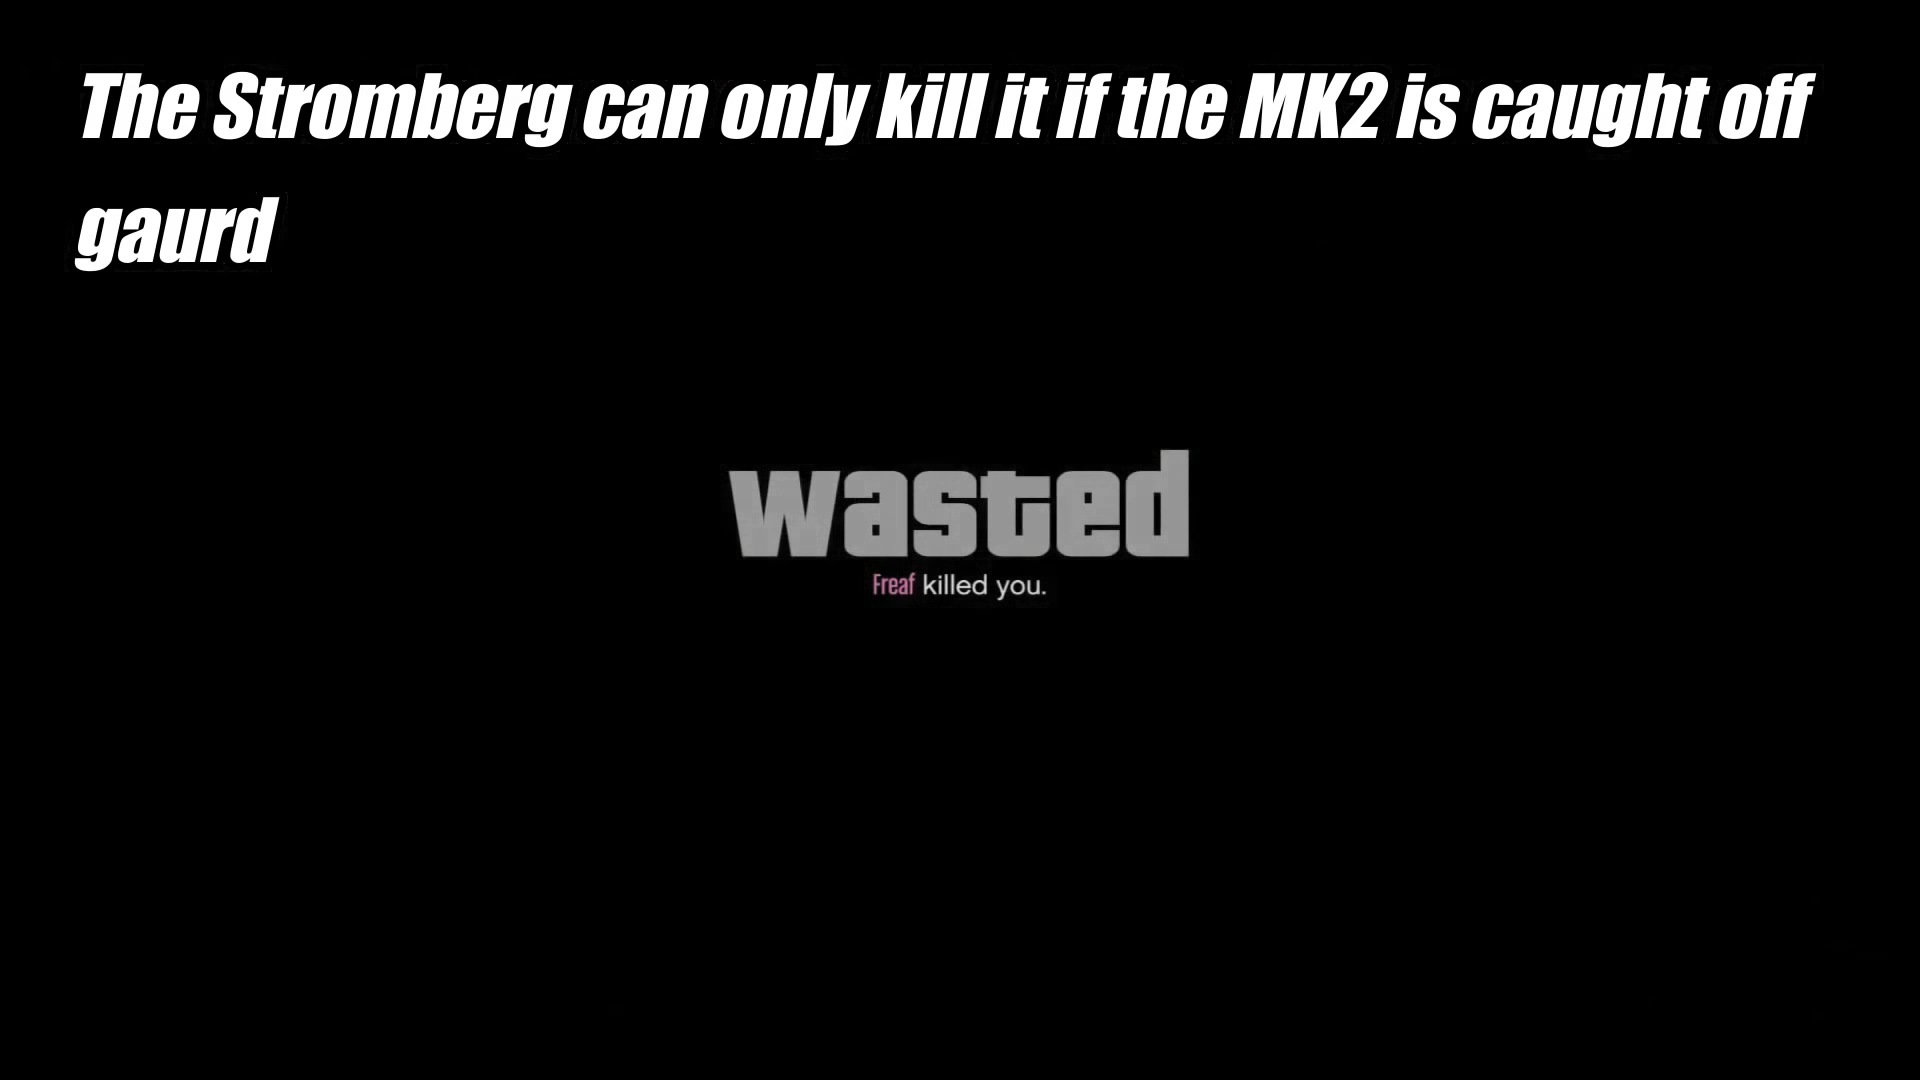 The Stromberg can only kill it if the MK2 is caught off
gaurd
wasted
Freaf killed you.